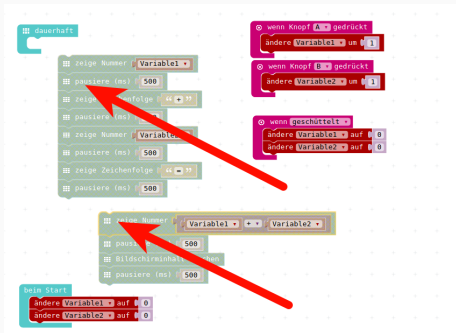 dauerhaft
zeige Nummer Variable1
pausiere (ms) 500
zeige Zeichenfolge " + "
pausiere (ms) 500
zeige Nummer
pausiere (ms) 500
zeige Zeichenfolge " = "
pausiere (ms) 500
zeige Nummer Variable1 + Variable2
pausiere (ms) 500
pausiere (ms) 500
beim Start
ändere Variable1 auf 0
ändere Variable2 auf 0
wenn Knopf A gedrückt
ändere Variable1 um 1
wenn Knopf B gedrückt
ändere Variable2 um 1
wenn geschüttelt
ändere Variable1 auf 0
ändere Variable2 auf 0